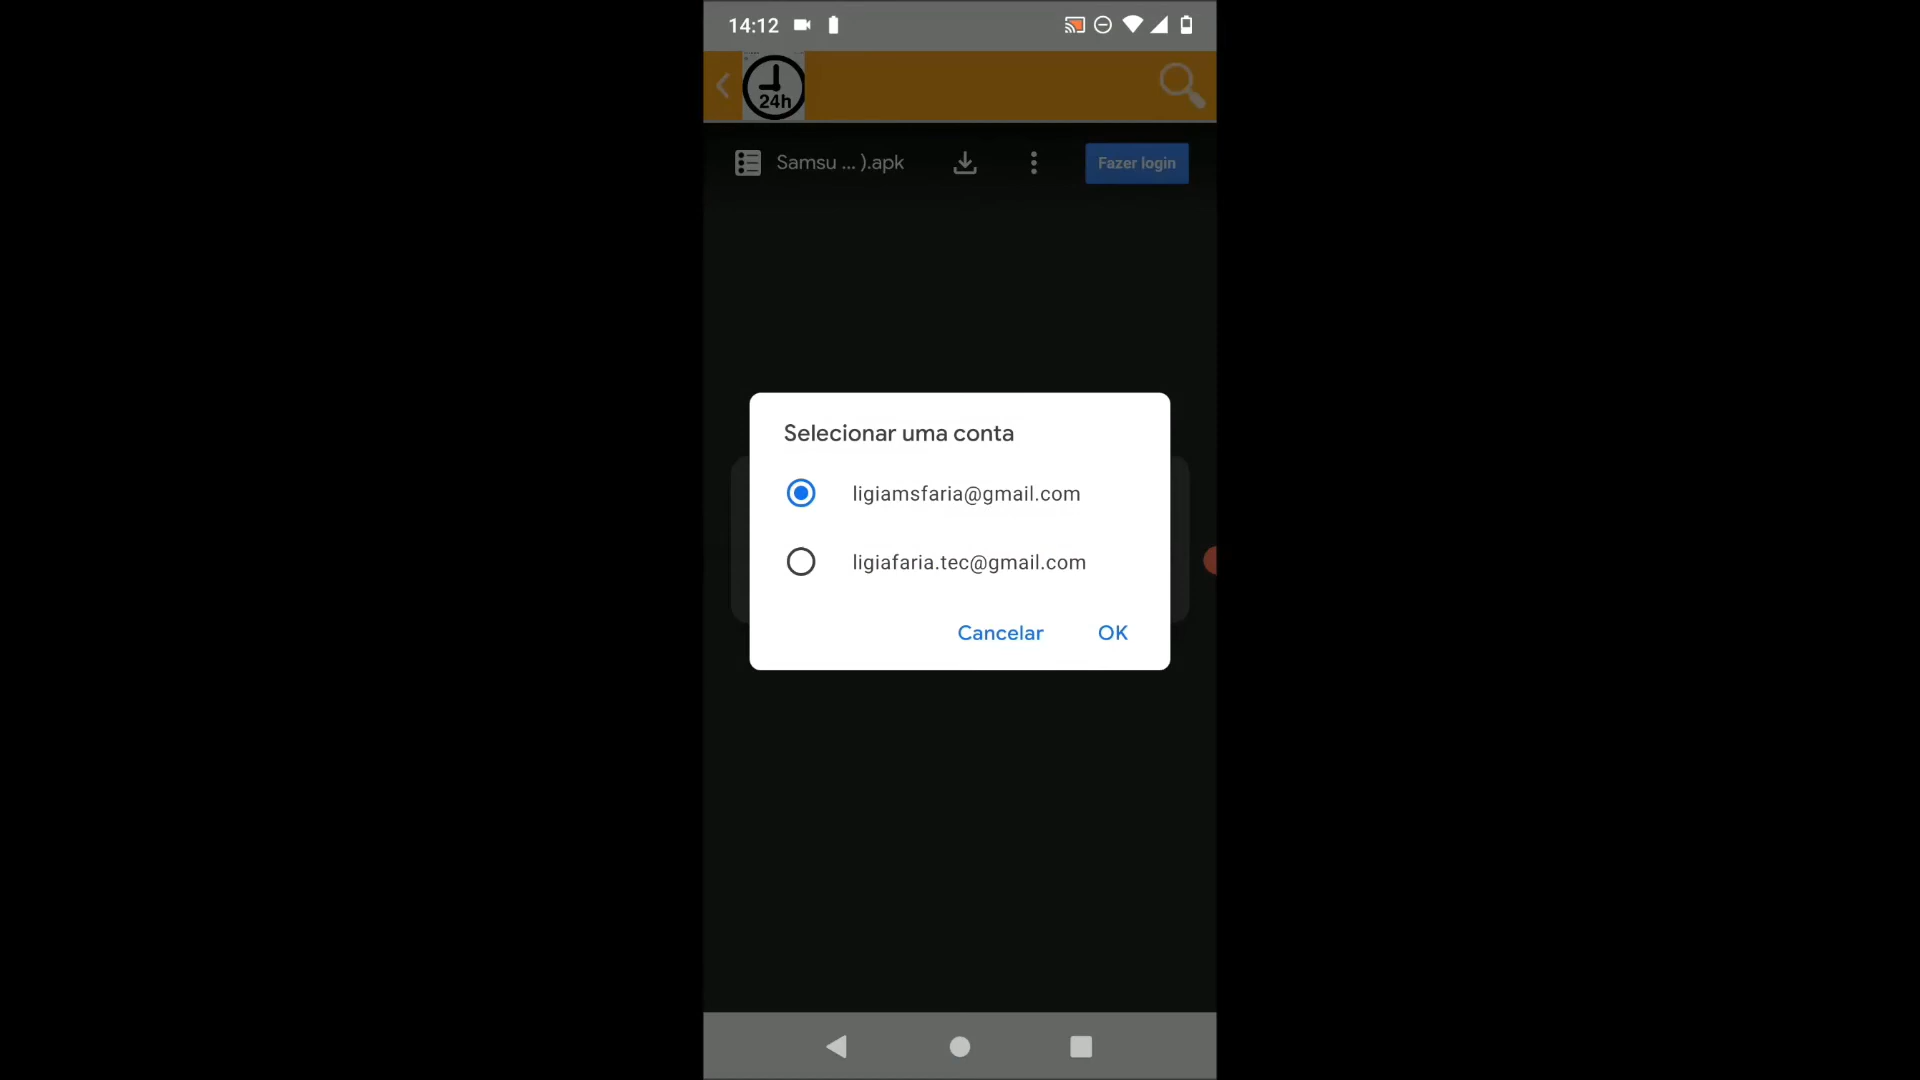 14:12
24h
Samsu ... ).apk
Fazer login
Selecionar uma conta
ligiamsfaria@gmail.com
ligiafaria.tec@gmail.com
Cancelar
OK